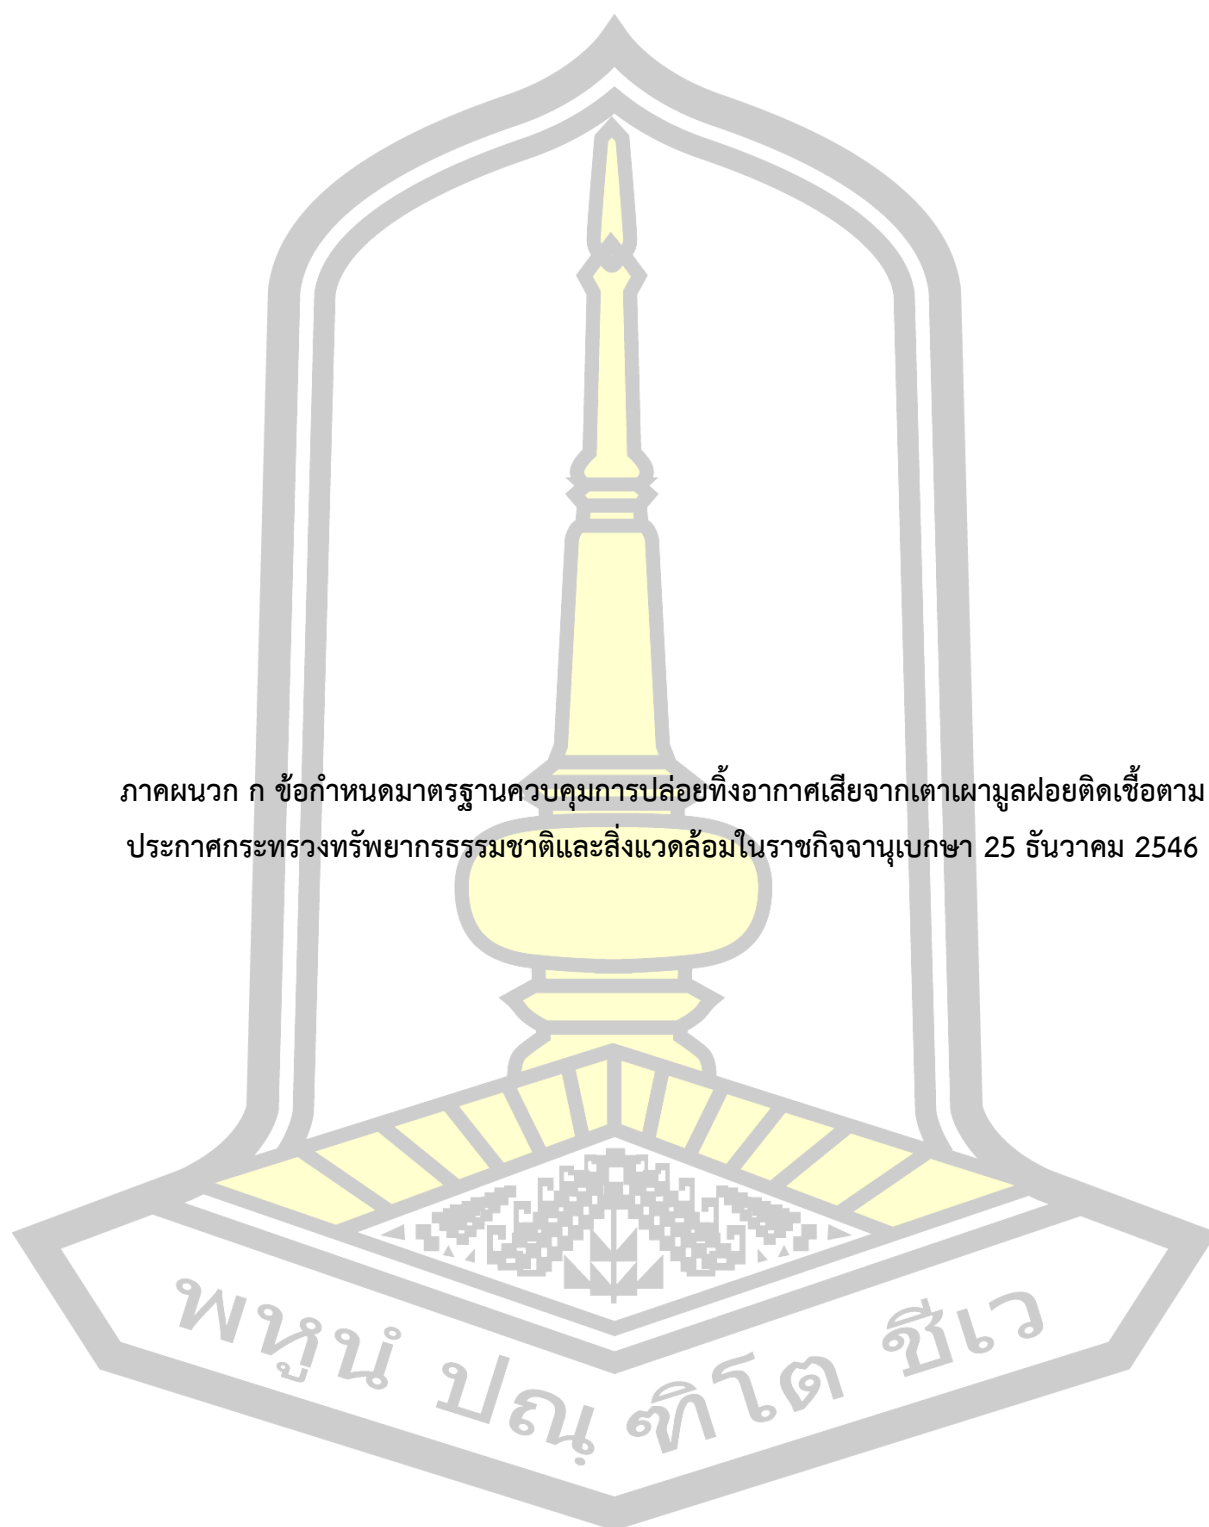 ภาคผนวก ก ข้อกำหนดมาตรฐานควบคุมการปล่อยทิ้งอากาศเสียจากเตาเผามูลฝอยติดเชื้อตาม
ประกาศกระทรวงทรัพยากรธรรมชาติและสิ่งแวดล้อมในราชกิจจานุเบกษา 25 ธันวาคม 2546
พหูนํ ปณฺ ฑิโต ชีเว